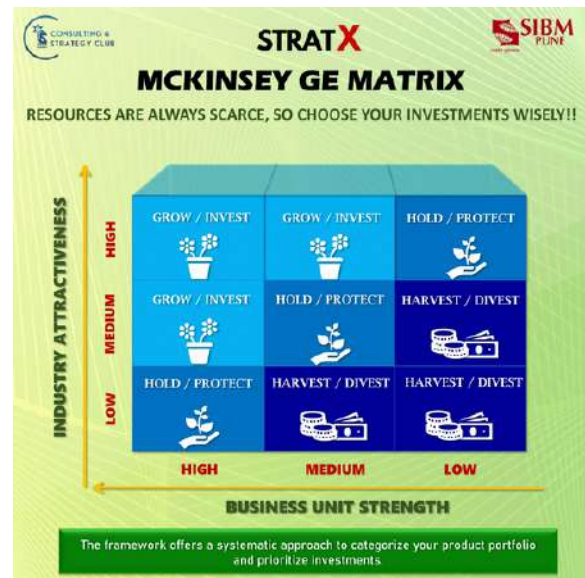 CONSULTING &
STRATEGY CLUB
STRATX
SIBM
PUNE
MCKINSEY GE MATRIX
RESOURCES ARE ALWAYS SCARCE, SO CHOOSE YOUR INVESTMENTS WISELY!!
INDUSTRY ATTRACTIVENESS
HIGH
GROW / INVEST
GROW / INVEST
HOLD / PROTECT
MEDIUM
GROW / INVEST
HOLD / PROTECT
HARVEST / DIVEST
LOW
HOLD / PROTECT
HARVEST / DIVEST
HARVEST / DIVEST
HIGH
MEDIUM
LOW
BUSINESS UNIT STRENGTH
The framework offers a systematic approach to categorize your product portfolio
and prioritize investments